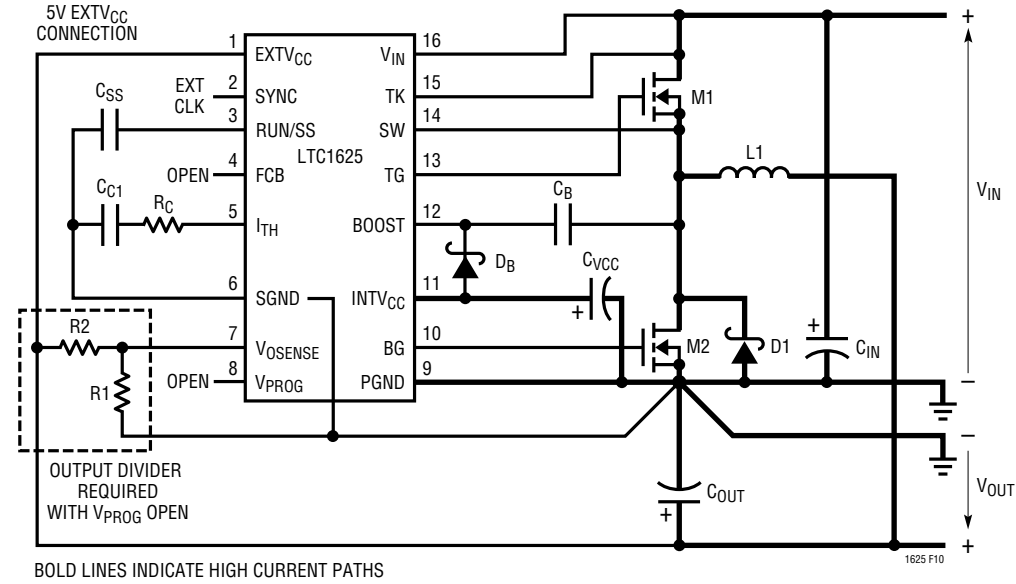 5V EXTVCC
CONNECTION
1
EXTVCC
VIN
16
+
CSS
EXT
CLK
2
SYNC
TK
15
M1
3
RUN/SS
SW
14
LTC1625
L1
OPEN
4
FCB
TG
13
VIN
CC1
RC
5
ITH
BOOST
12
CB
DB
CVCC
+
6
SGND
INTVCC
11
R2
7
VOSENSE
BG
10
M2
D1
+
CIN
R1
OPEN
8
VPROG
PGND
9
–
–
OUTPUT DIVIDER
REQUIRED
WITH VPROG OPEN
COUT
+
VOUT
+
1625 F10
BOLD LINES INDICATE HIGH CURRENT PATHS